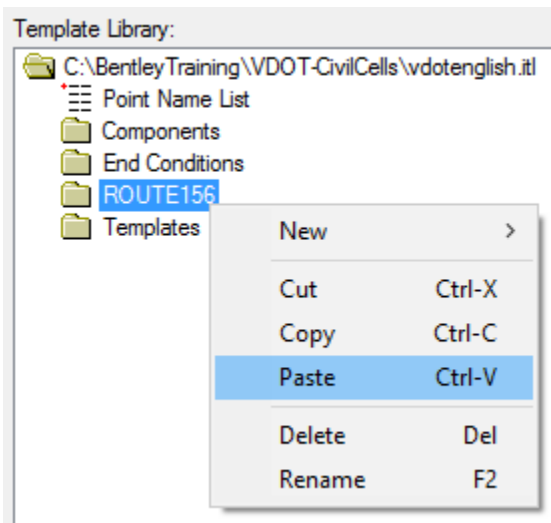 Template Library:
C:\BentleyTraining\VDOT-CivilCells\vdotenglish.itl
Point Name List
Components
End Conditions
ROUTE156
Templates
New >
Cut Ctrl-X
Copy Ctrl-C
Paste Ctrl-V
Delete Del
Rename F2